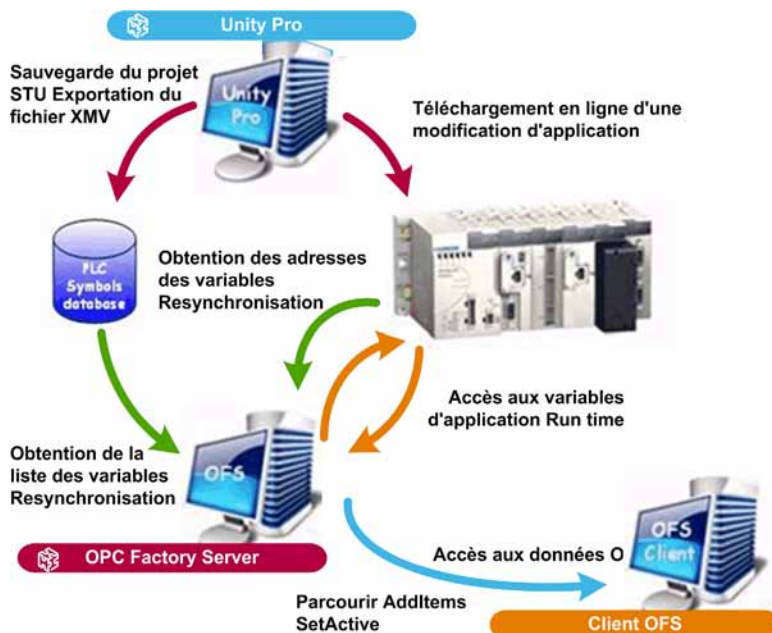 Unity Pro
Sauvegarde du projet
STU Exportation du
fichier XMV
Unity
Pro
Téléchargement en ligne d'une
modification d'application
PLC
Symbols
database
Obtention des adresses
des variables
Resynchronisation
Accès aux variables
d'application Run time
Obtention de la
liste des variables
Resynchronisation
OFS
OPC Factory Server
Accès aux données O
OFS
Client
Parcourir AddItems
SetActive
Client OFS